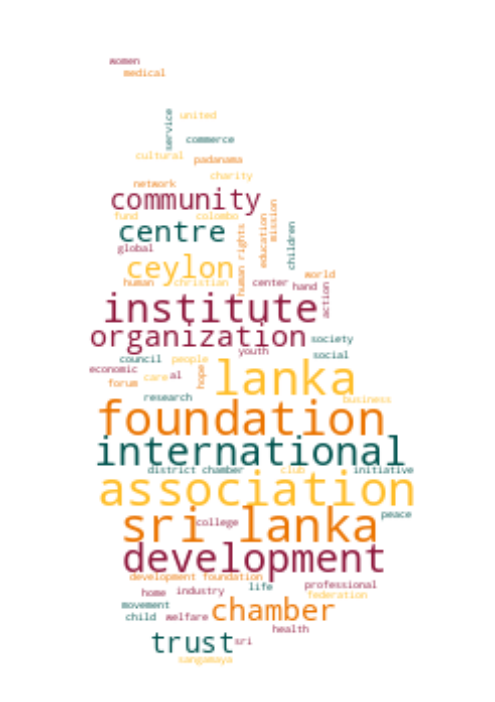 women
medical
service
united
commerce
cultural
padanama
charity
network
community
fund
colombo
centre
human rights
education
mission
children
global
ceylon
world
human
christian
center
hand
action
institute
organization
society
youth
social
council
people
economic
forum
care
al
hope
lanka
research
business
foundation
international
district chamber
club
initiative
association
sri lanka
college
peace
development
development foundation
home
industry
life
professional
federation
movement
chamber
child
welfare
health
trust
sri
sangamaya